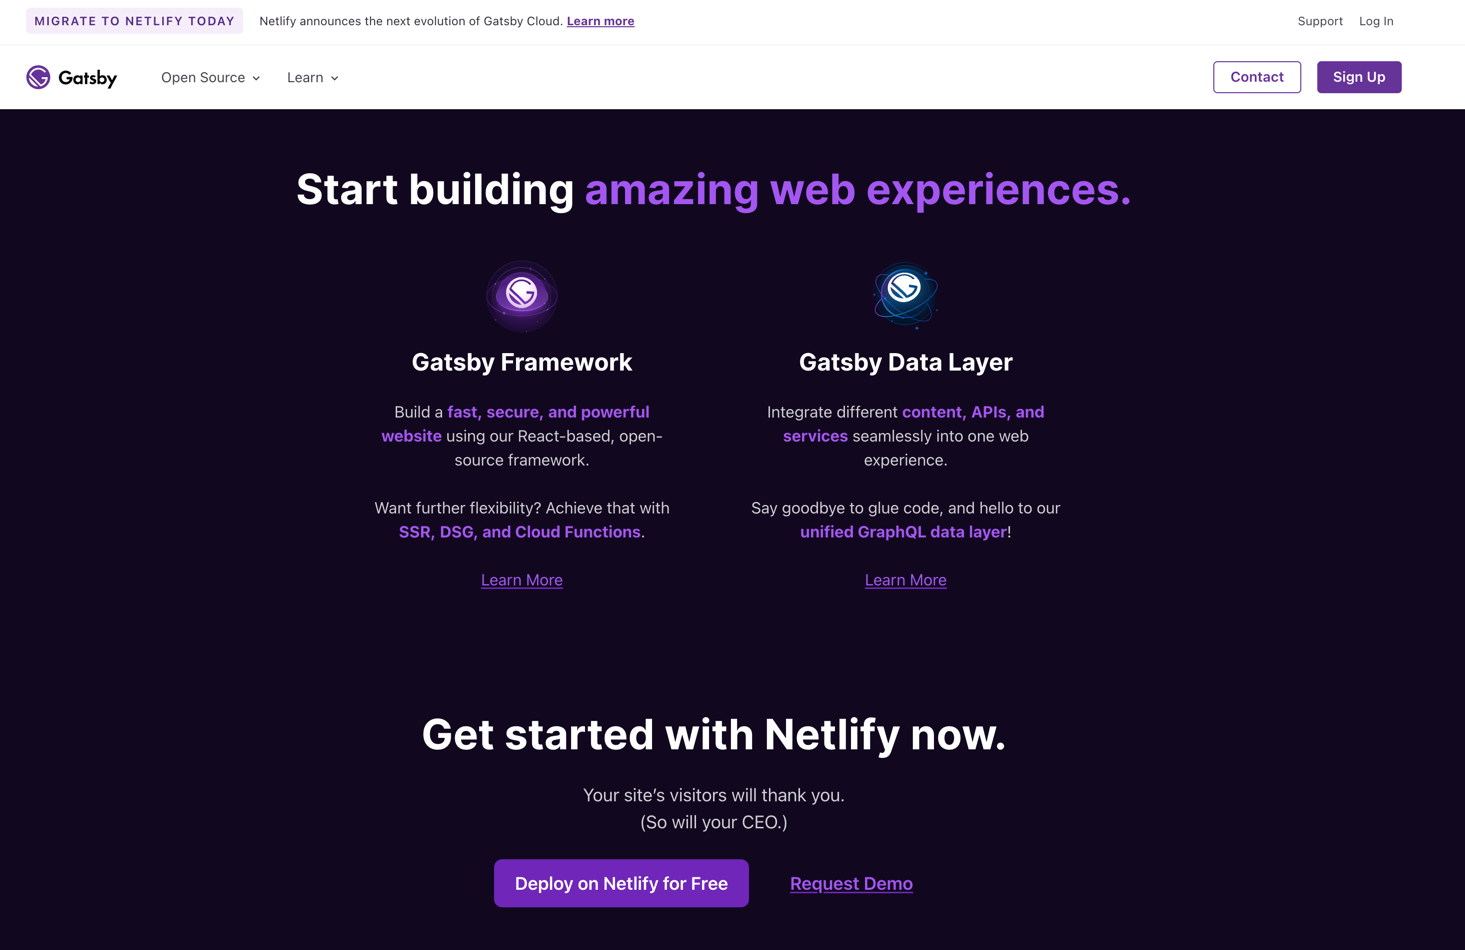 MIGRATE TO NETLIFY TODAY
Netlify announces the next evolution of Gatsby Cloud. Learn more
Support
Log In
Gatsby
Open Source
Learn
Contact
Sign Up
Start building amazing web experiences.
Gatsby Framework
Build a fast, secure, and powerful
website using our React-based, open-
source framework.
Want further flexibility? Achieve that with
SSR, DSG, and Cloud Functions.
Learn More
Gatsby Data Layer
Integrate different content, APIs, and
services seamlessly into one web
experience.
Say goodbye to glue code, and hello to our
unified GraphQL data layer!
Learn More
Get started with Netlify now.
Your site’s visitors will thank you.
(So will your CEO.)
Deploy on Netlify for Free
Request Demo